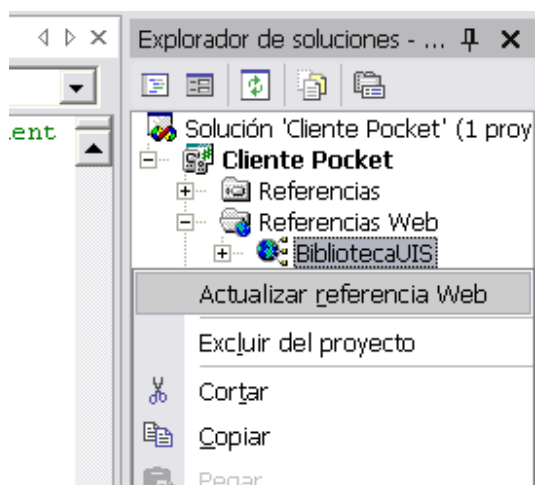 Explorador de soluciones - ...
ent
Solución 'Cliente Pocket' (1 proy
Cliente Pocket
Referencias
Referencias Web
BibliotecaUIS
Actualizar referencia Web
Excluir del proyecto
Cortar
Copiar
Pegar